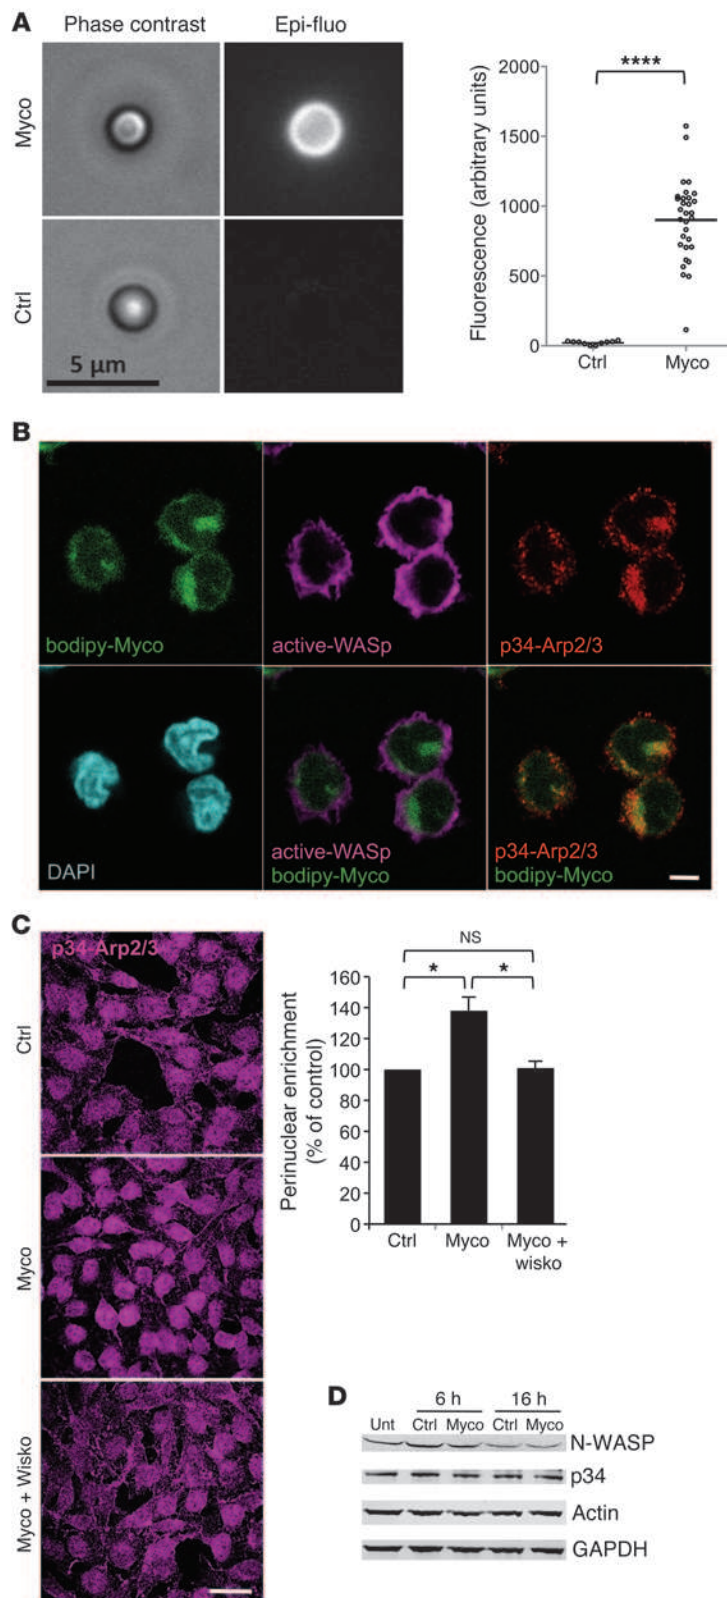 A
Phase contrast
Epi-fluo
Myco
Ctrl
5 μm
Fluorescence (arbitrary units)
2000
1500
1000
500
0
****
Ctrl
Myco
B
bodipy-Myco
active-WASp
p34-Arp2/3
DAPI
active-WASp
bodipy-Myco
p34-Arp2/3
bodipy-Myco
C
p34-Arp2/3
Ctrl
Myco
Myco + Wisko
Perinuclear enrichment
(% of control)
160
140
120
100
80
60
40
20
0
NS
*
*
Ctrl
Myco
Myco +
wisko
D
6 h
16 h
Unt
Ctrl
Myco
Ctrl
Myco
N-WASP
p34
Actin
GAPDH